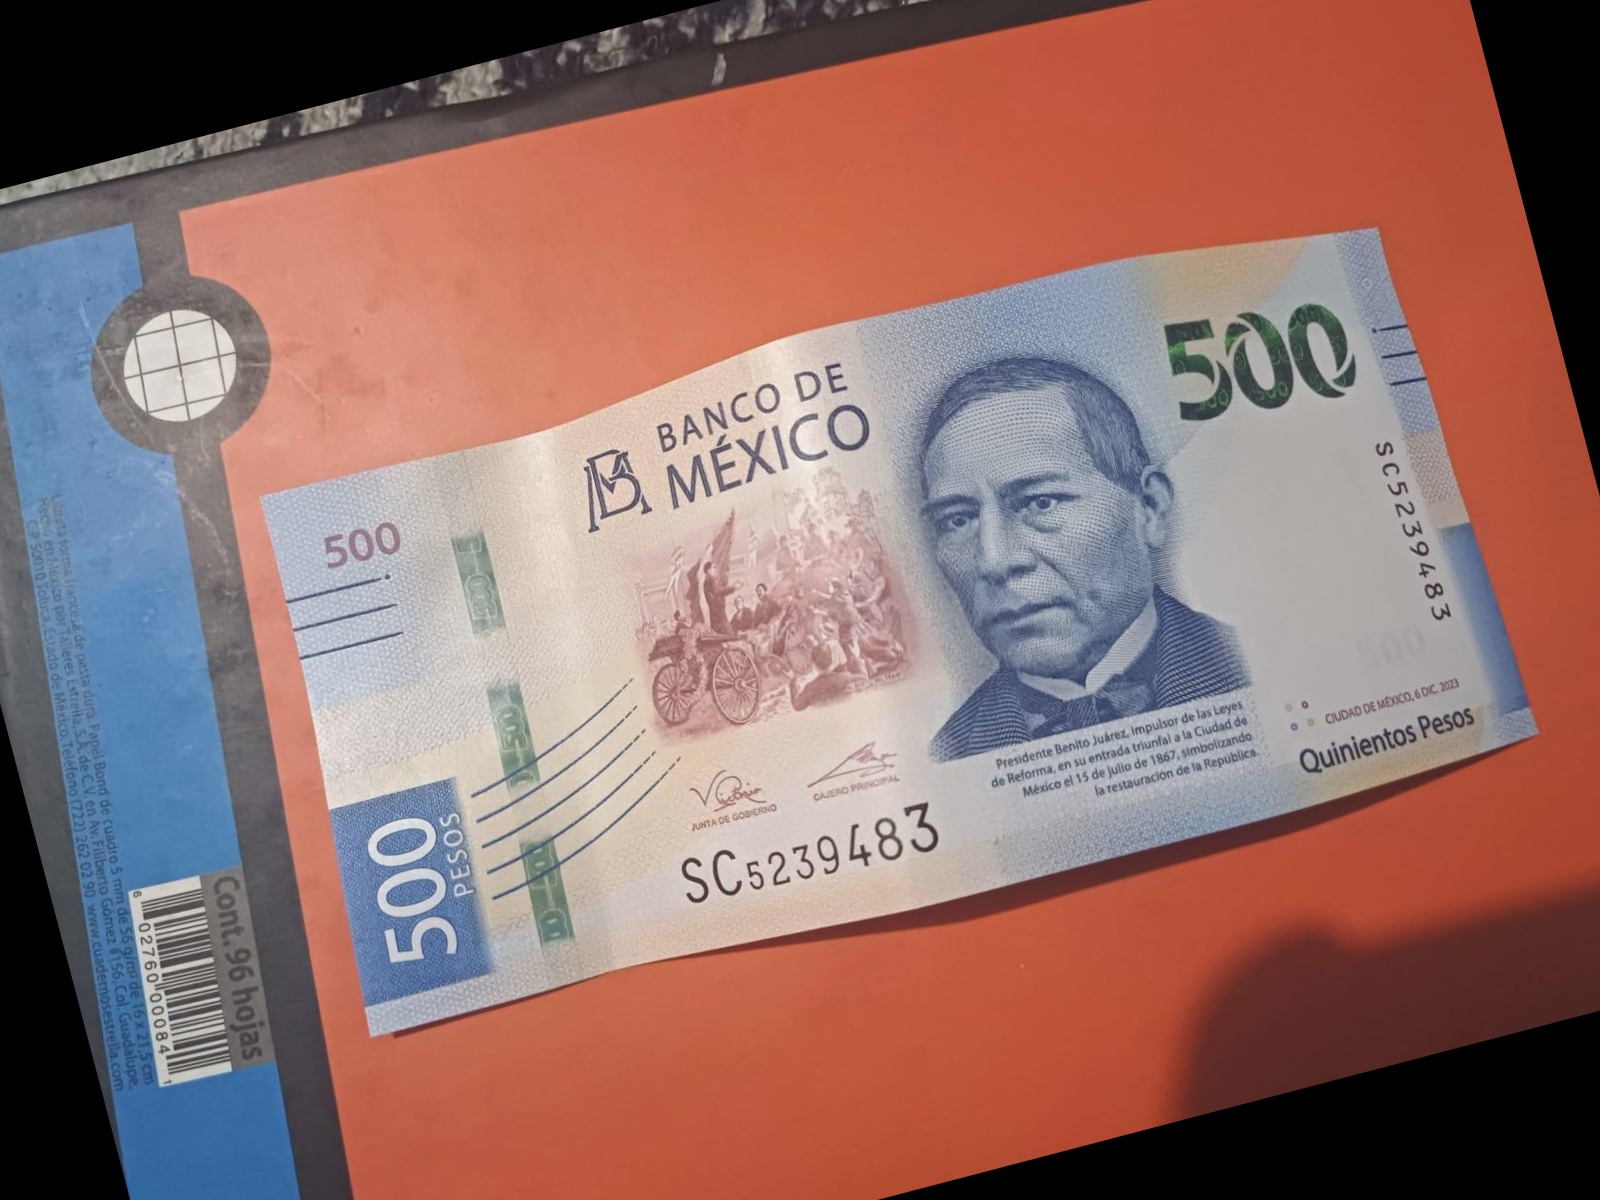 BANCO DE
MÉXICO
500
500
SC5239483
500
CIUDAD DE MÉXICO, 6 DIC. 2023
Quinientos Pesos
Presidente Benito Juárez, impulsor de las Leyes
de Reforma, en su entrada triunfal a la Ciudad de
México el 15 de julio de 1867, simbolizando
la restauración de la República.
JUNTA DE GOBIERNO
CAJERO PRINCIPAL
SC5239483
500
PESOS
Cont. 96 hojas
6 02760 00084 1
Libreta forma francesa de pasta dura. Papel Bond de cuadro 5 mm de 56 g/m² de 16 x 21.5 cm
Hecho en México por Talleres Estrella, S.A. de C.V. en Av. Filiberto Gómez # 156, Col. Guadalupe,
C.P. 50010 Toluca, Estado de México. Teléfono (722) 262 02 90 www.cuadernosestrella.com